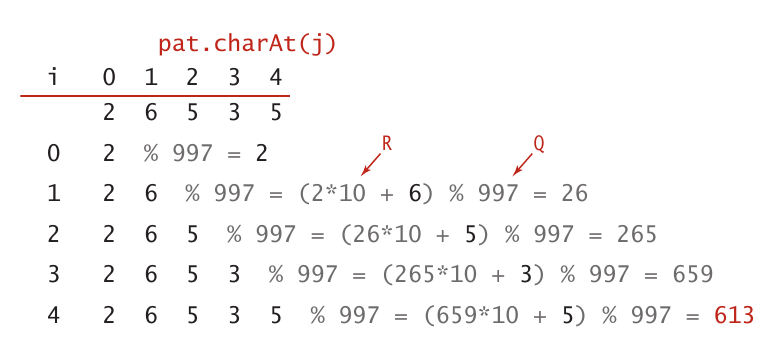 pat.charAt(j)
i 0 1 2 3 4
2 6 5 3 5
R Q
0 2 % 997 = 2
1 2 6 % 997 = (2*10 + 6) % 997 = 26
2 2 6 5 % 997 = (26*10 + 5) % 997 = 265
3 2 6 5 3 % 997 = (265*10 + 3) % 997 = 659
4 2 6 5 3 5 % 997 = (659*10 + 5) % 997 = 613